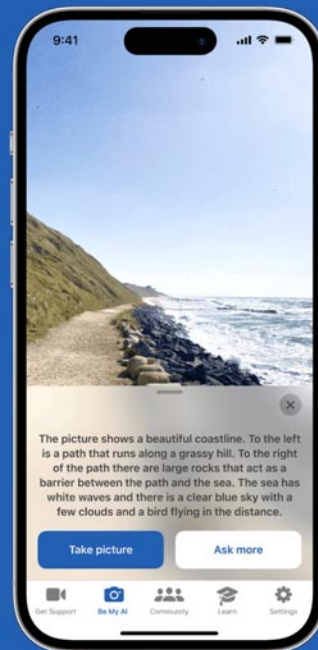 9:41
The picture shows a beautiful coastline. To the left
is a path that runs along a grassy hill. To the right
of the path there are large rocks that act as a
barrier between the path and the sea. The sea has
white waves and there is a clear blue sky with a
few clouds and a bird flying in the distance.
Take picture
Ask more
Get Support
Be My AI
Community
Learn
Settings